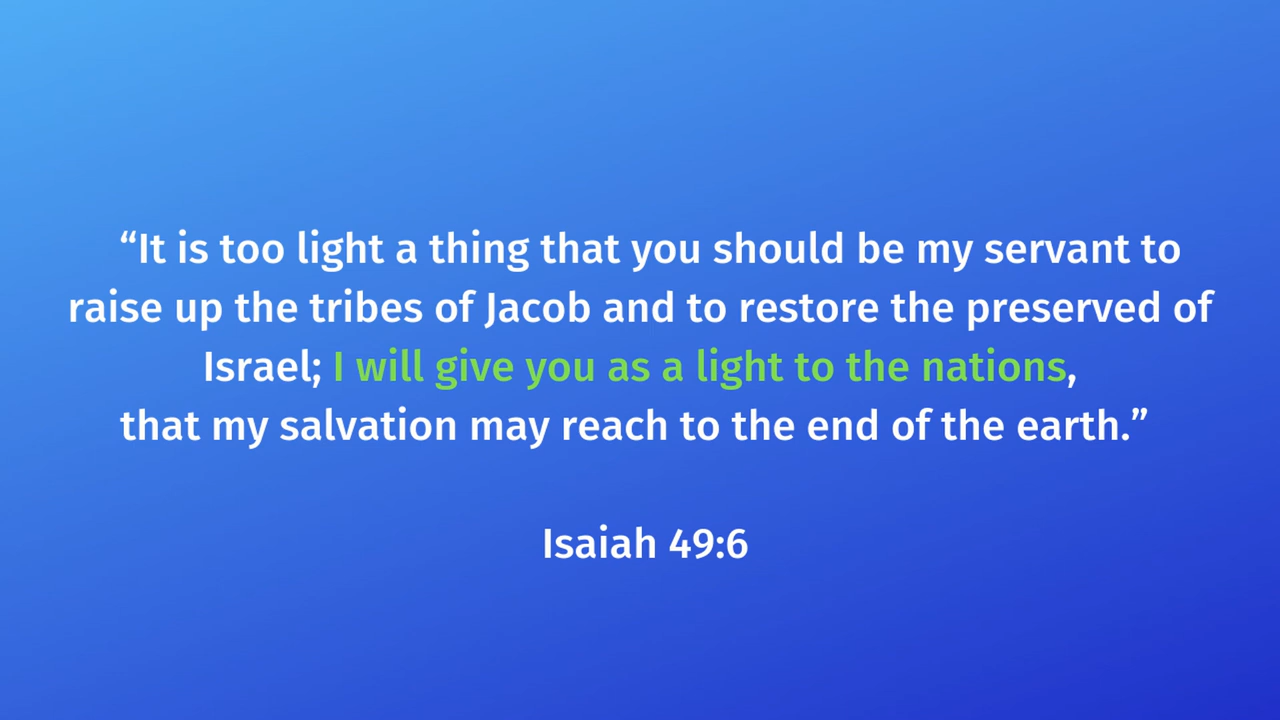 “It is too light a thing that you should be my servant to
raise up the tribes of Jacob and to restore the preserved of
Israel; I will give you as a light to the nations,
that my salvation may reach to the end of the earth.”
Isaiah 49:6